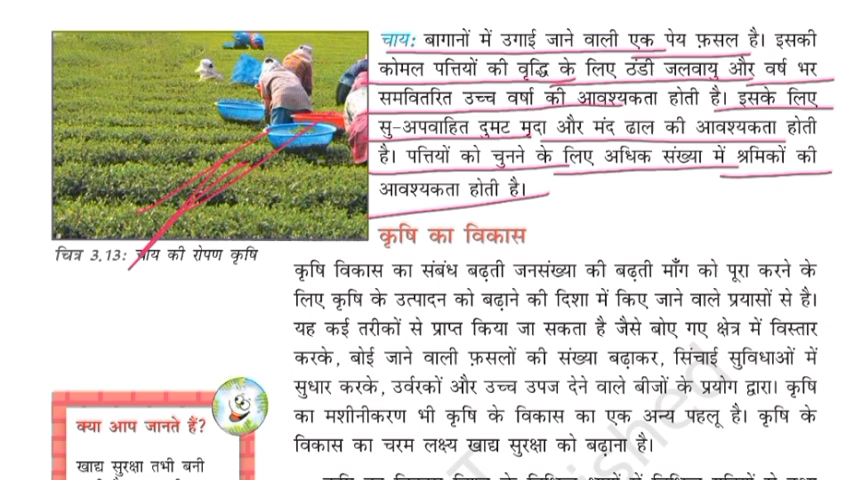 चाय: बागानों में उगाई जाने वाली एक पेय फ़सल है। इसकी
कोमल पत्तियों की वृद्धि के लिए ठंडी जलवायु और वर्ष भर
समवितरित उच्च वर्षा की आवश्यकता होती है। इसके लिए
सु-अपवाहित दुमट मृदा और मंद ढाल की आवश्यकता होती
है। पत्तियों को चुनने के लिए अधिक संख्या में श्रमिकों की
आवश्यकता होती है।
चित्र 3.13: चाय की रोपण कृषि
कृषि का विकास
कृषि विकास का संबंध बढ़ती जनसंख्या की बढ़ती माँग को पूरा करने के
लिए कृषि के उत्पादन को बढ़ाने की दिशा में किए जाने वाले प्रयासों से है।
यह कई तरीकों से प्राप्त किया जा सकता है जैसे बोए गए क्षेत्र में विस्तार
करके, बोई जाने वाली फ़सलों की संख्या बढ़ाकर, सिंचाई सुविधाओं में
सुधार करके, उर्वरकों और उच्च उपज देने वाले बीजों के प्रयोग द्वारा। कृषि
का मशीनीकरण भी कृषि के विकास का एक अन्य पहलू है। कृषि के
विकास का चरम लक्ष्य खाद्य सुरक्षा को बढ़ाना है।
क्या आप जानते हैं?
खाद्य सुरक्षा तभी बनी